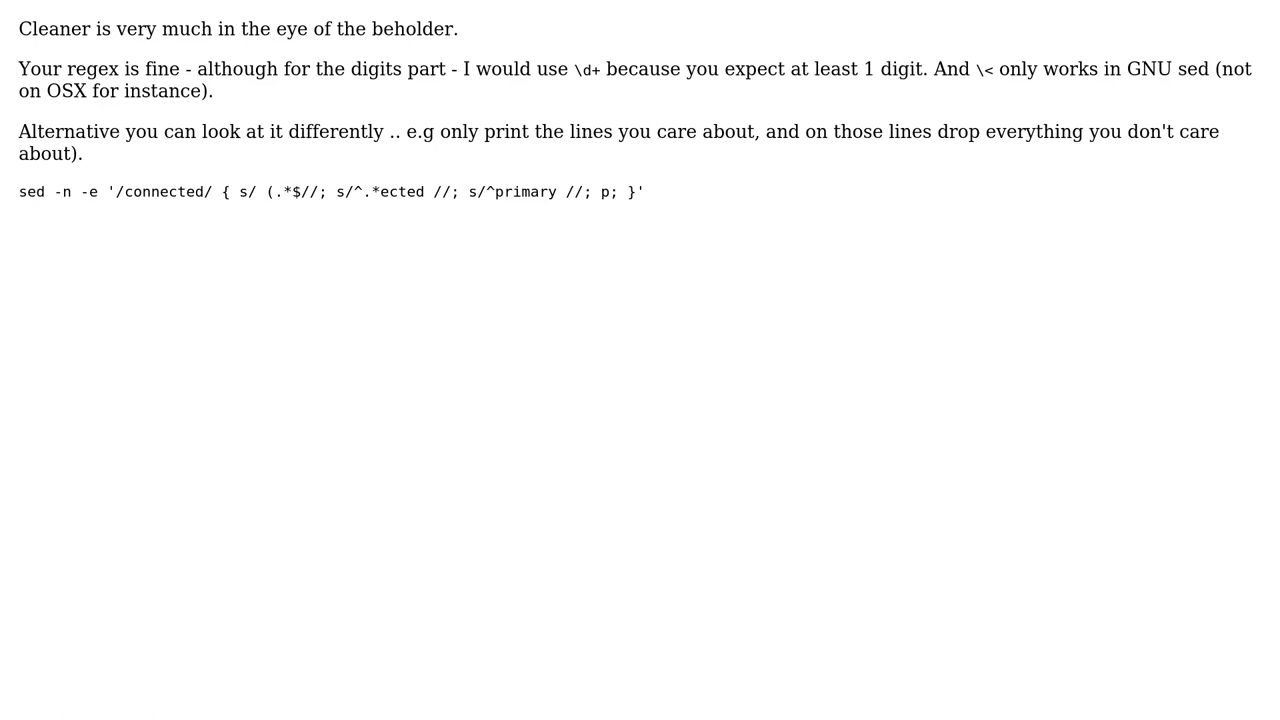 Cleaner is very much in the eye of the beholder.
Your regex is fine - although for the digits part - I would use \d+ because you expect at least 1 digit. And \< only works in GNU sed (not
on OSX for instance).
Alternative you can look at it differently .. e.g only print the lines you care about, and on those lines drop everything you don't care
about).
sed -n -e '/connected/ { s/ (.*$//; s/^.*ected //; s/^primary //; p; }'